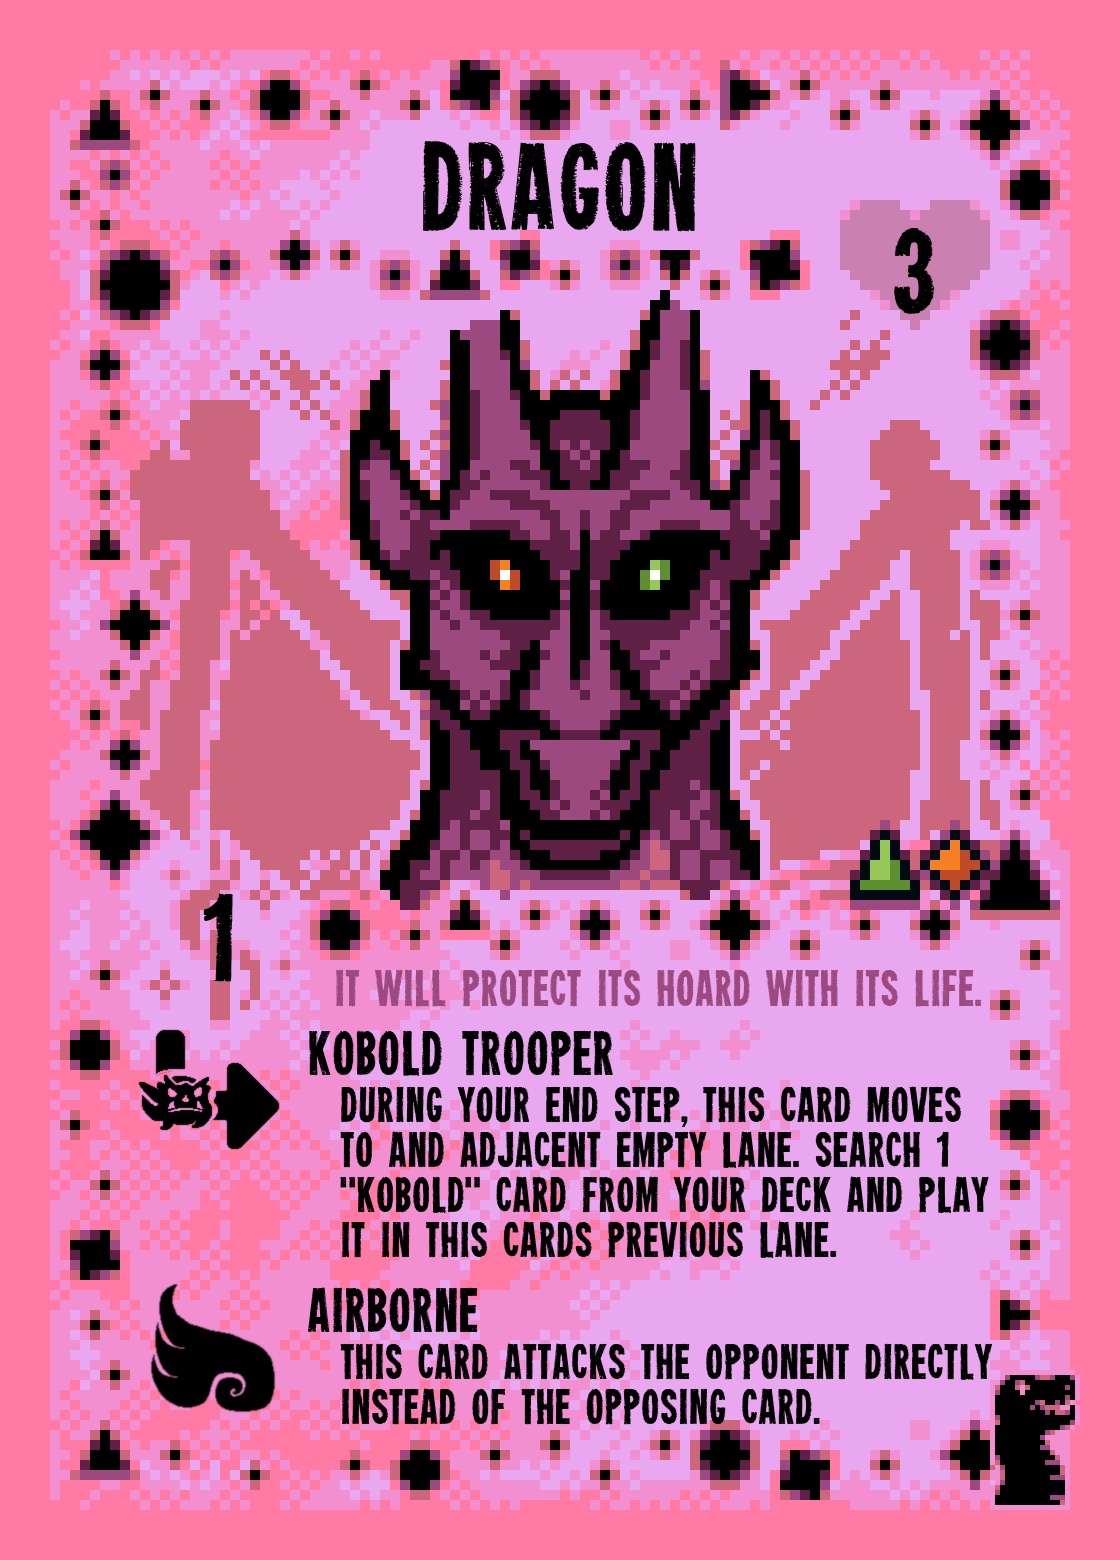 DRAGON
3
1
IT WILL PROTECT ITS HOARD WITH ITS LIFE.
KOBOLD TROOPER
DURING YOUR END STEP, THIS CARD MOVES
TO AND ADJACENT EMPTY LANE. SEARCH 1
"KOBOLD" CARD FROM YOUR DECK AND PLAY
IT IN THIS CARDS PREVIOUS LANE.
AIRBORNE
THIS CARD ATTACKS THE OPPONENT DIRECTLY
INSTEAD OF THE OPPOSING CARD.